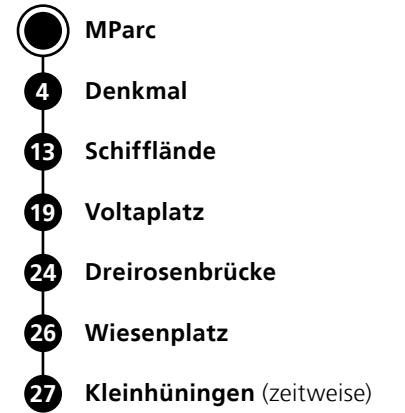 MParc
4 Denkmal
13 Schifflände
19 Voltaplatz
24 Dreirosenbrücke
26 Wiesenplatz
27 Kleinhüningen (zeitweise)